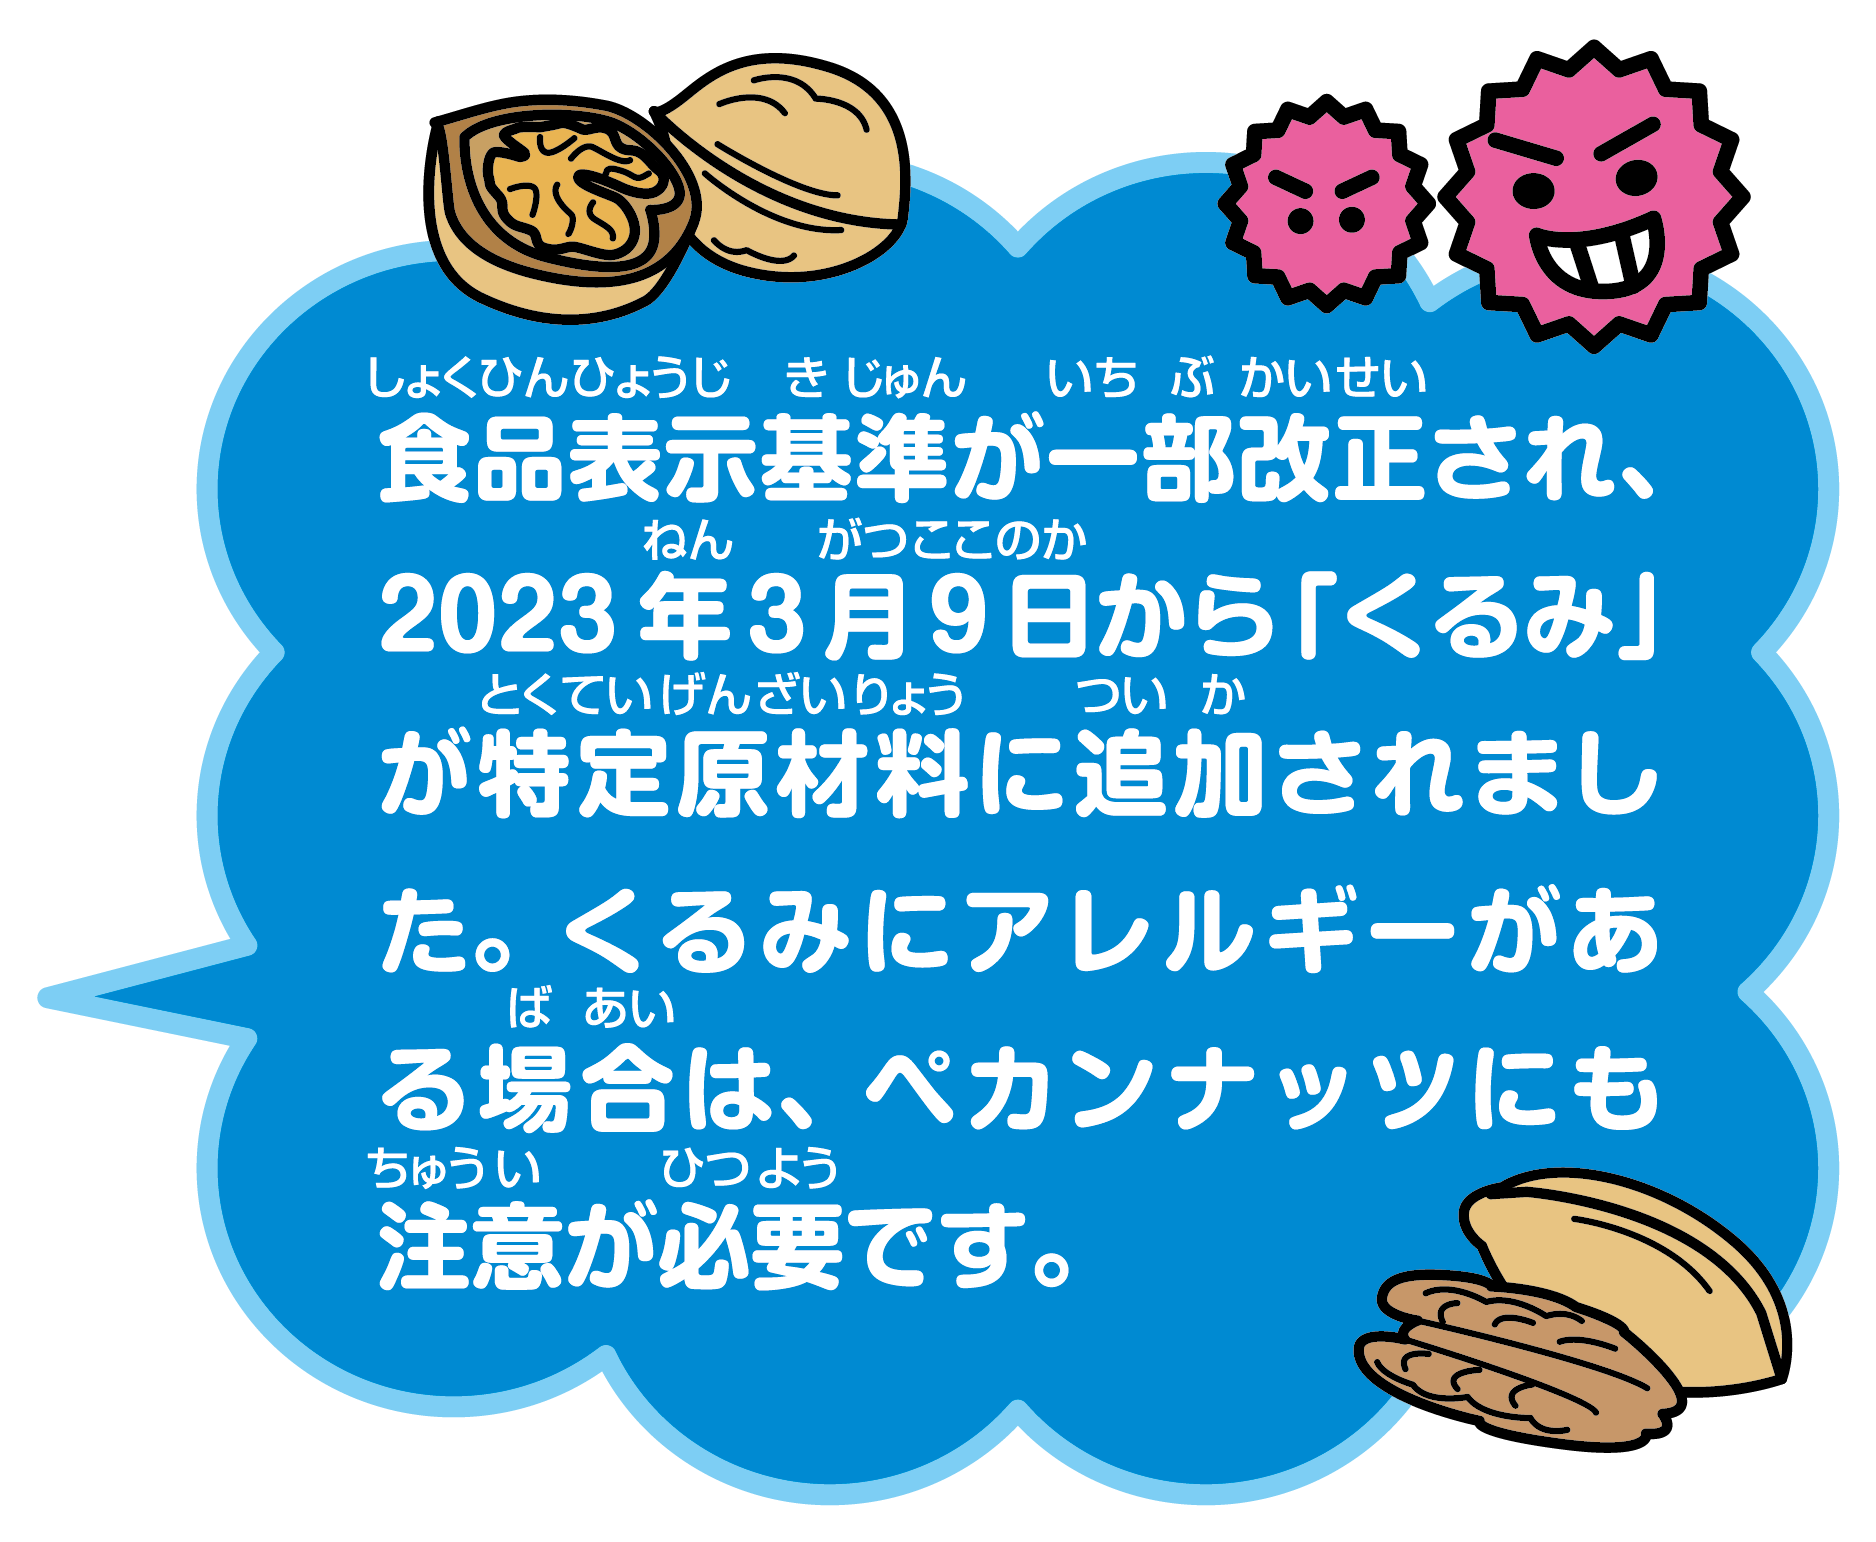 しょくひんひょうじ きじゅん いちぶかいせい
食品表示基準が一部改正され、
ねん がつここのか
2023年3月9日から「くるみ」
とくていげんざいりょう ついか
が特定原材料に追加されまし
た。くるみにアレルギーがあ
ばあい
る場合は、ペカンナッツにも
ちゅうい ひつよう
注意が必要です。